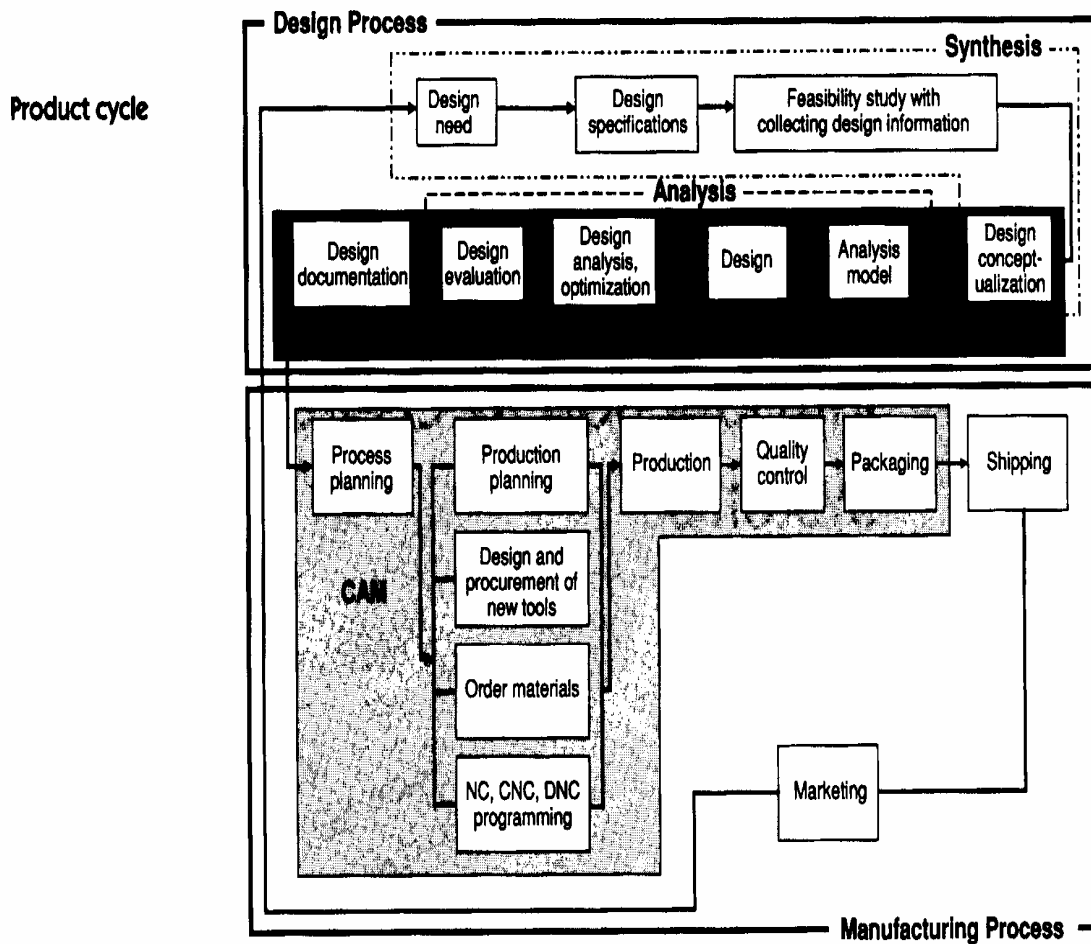 Design Process
Synthesis
Product cycle
Design
need
Design
specifications
Feasibility study with
collecting design information
Analysis
Design
documentation
Design
evaluation
Design
analysis,
optimization
Design
Analysis
model
Design
concept-
ualization
Process
planning
Production
planning
Production
Quality
control
Packaging
Shipping
Design and
procurement of
new tools
CAM
Order materials
NC, CNC, DNC
programming
Marketing
Manufacturing Process